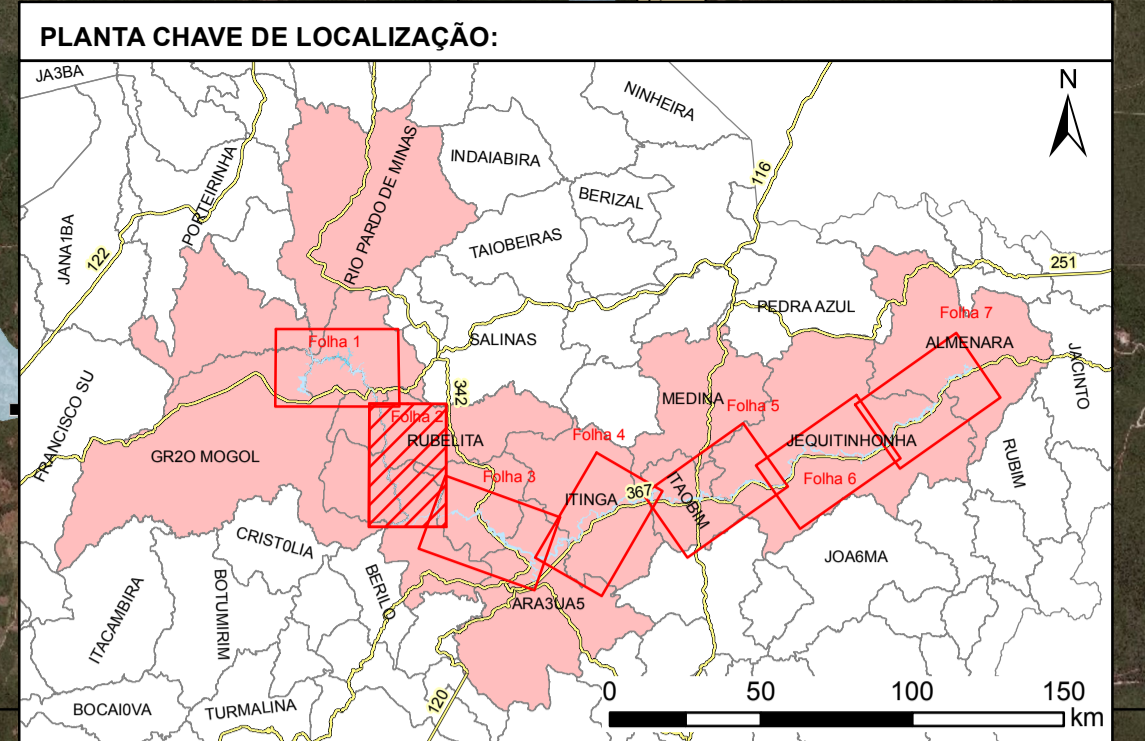 PLANTA CHAVE DE LOCALIZAÇÃO:
JA3BA
NINHEIRA
N
PORTEIRINHA
RIO PARDO DE MINAS
INDAIABIRA
BERIZAL
116
JANA1BA
122
TAIOBEIRAS
251
PEDRA AZUL
Folha 7
Folha 1
SALINAS
ALMENARA
JACINTO
FRANCISCO SU
342
MEDINA
Folha 5
Folha 2
RUBELITA
Folha 4
JEQUITINHONHA
GR2O MOGOL
RUBIM
Folha 3
Folha 6
ITINGA
367
ITAOBIM
CRIST0LIA
JOA6MA
ITACAMBIRA
BOTUMIRIM
BERILO
ARA3UA5
BOCAI0VA
TURMALINA
120
0
50
100
150
km